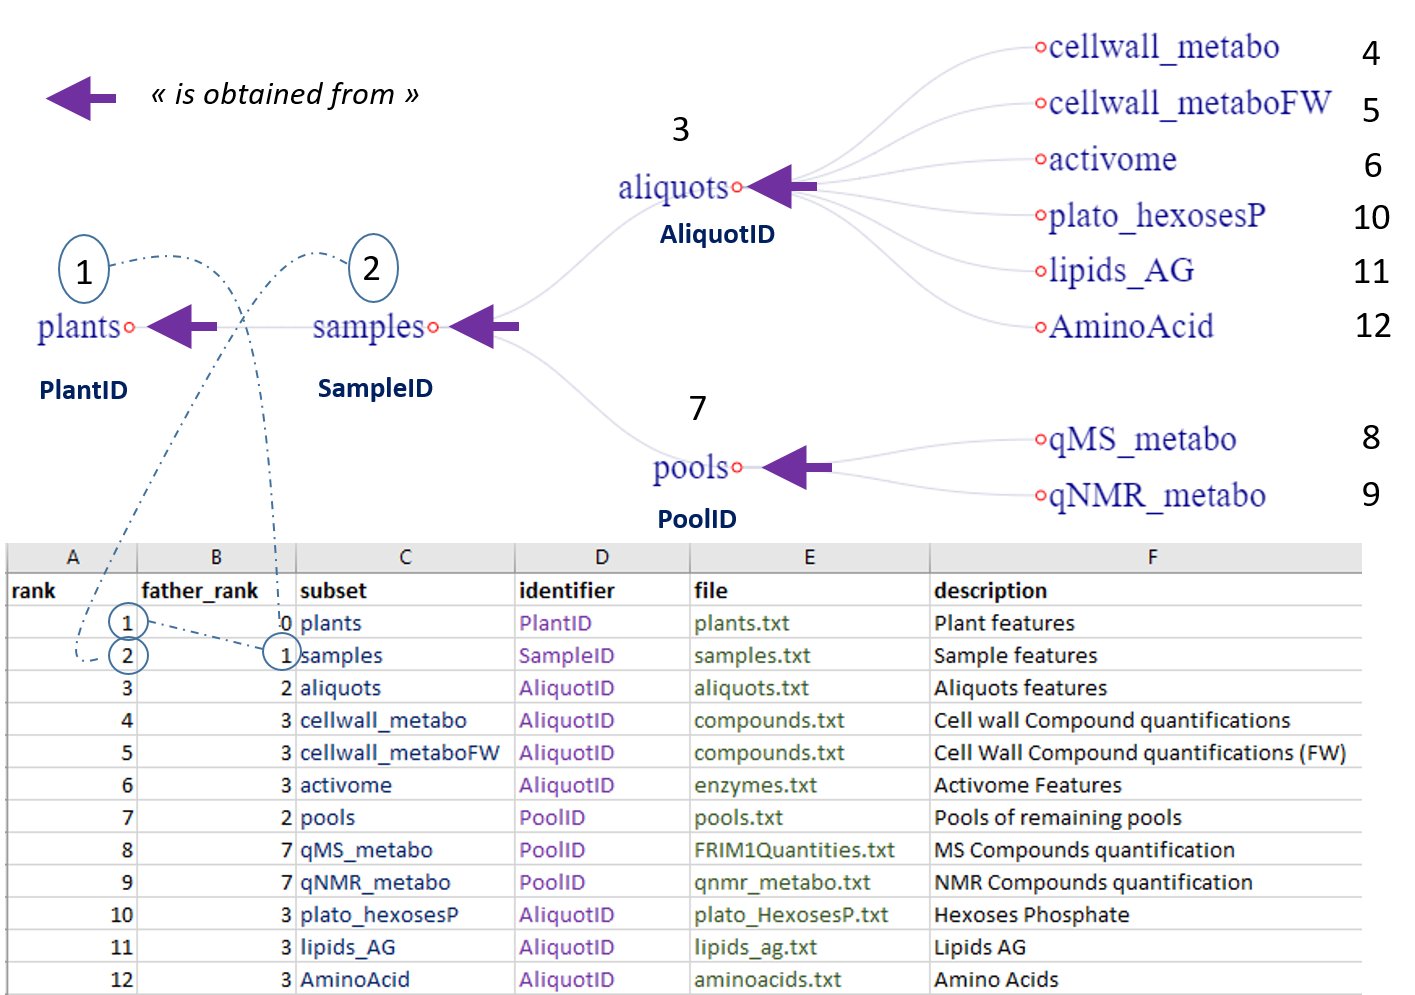 « is obtained from »
cellwall_metabo 4
cellwall_metaboFW 5
3
activome 6
aliquots
plato_hexosesP 10
AliquotID
1 2
lipids_AG 11
plants samples AminoAcid 12
PlantID SampleID
7
qMS_metabo 8
pools
qNMR_metabo 9
PoolID
A B C D E F
rank father_rank subset identifier file description
1 0 plants PlantID plants.txt Plant features
2 1 samples SampleID samples.txt Sample features
3 2 aliquots AliquotID aliquots.txt Aliquots features
4 3 cellwall_metabo AliquotID compounds.txt Cell wall Compound quantifications
5 3 cellwall_metaboFW AliquotID compounds.txt Cell Wall Compound quantifications (FW)
6 3 activome AliquotID enzymes.txt Activome Features
7 2 pools PoolID pools.txt Pools of remaining pools
8 7 qMS_metabo PoolID FRIM1Quantities.txt MS Compounds quantification
9 7 qNMR_metabo PoolID qnmr_metabo.txt NMR Compounds quantification
10 3 plato_hexosesP AliquotID plato_HexosesP.txt Hexoses Phosphate
11 3 lipids_AG AliquotID lipids_ag.txt Lipids AG
12 3 AminoAcid AliquotID aminoacids.txt Amino Acids